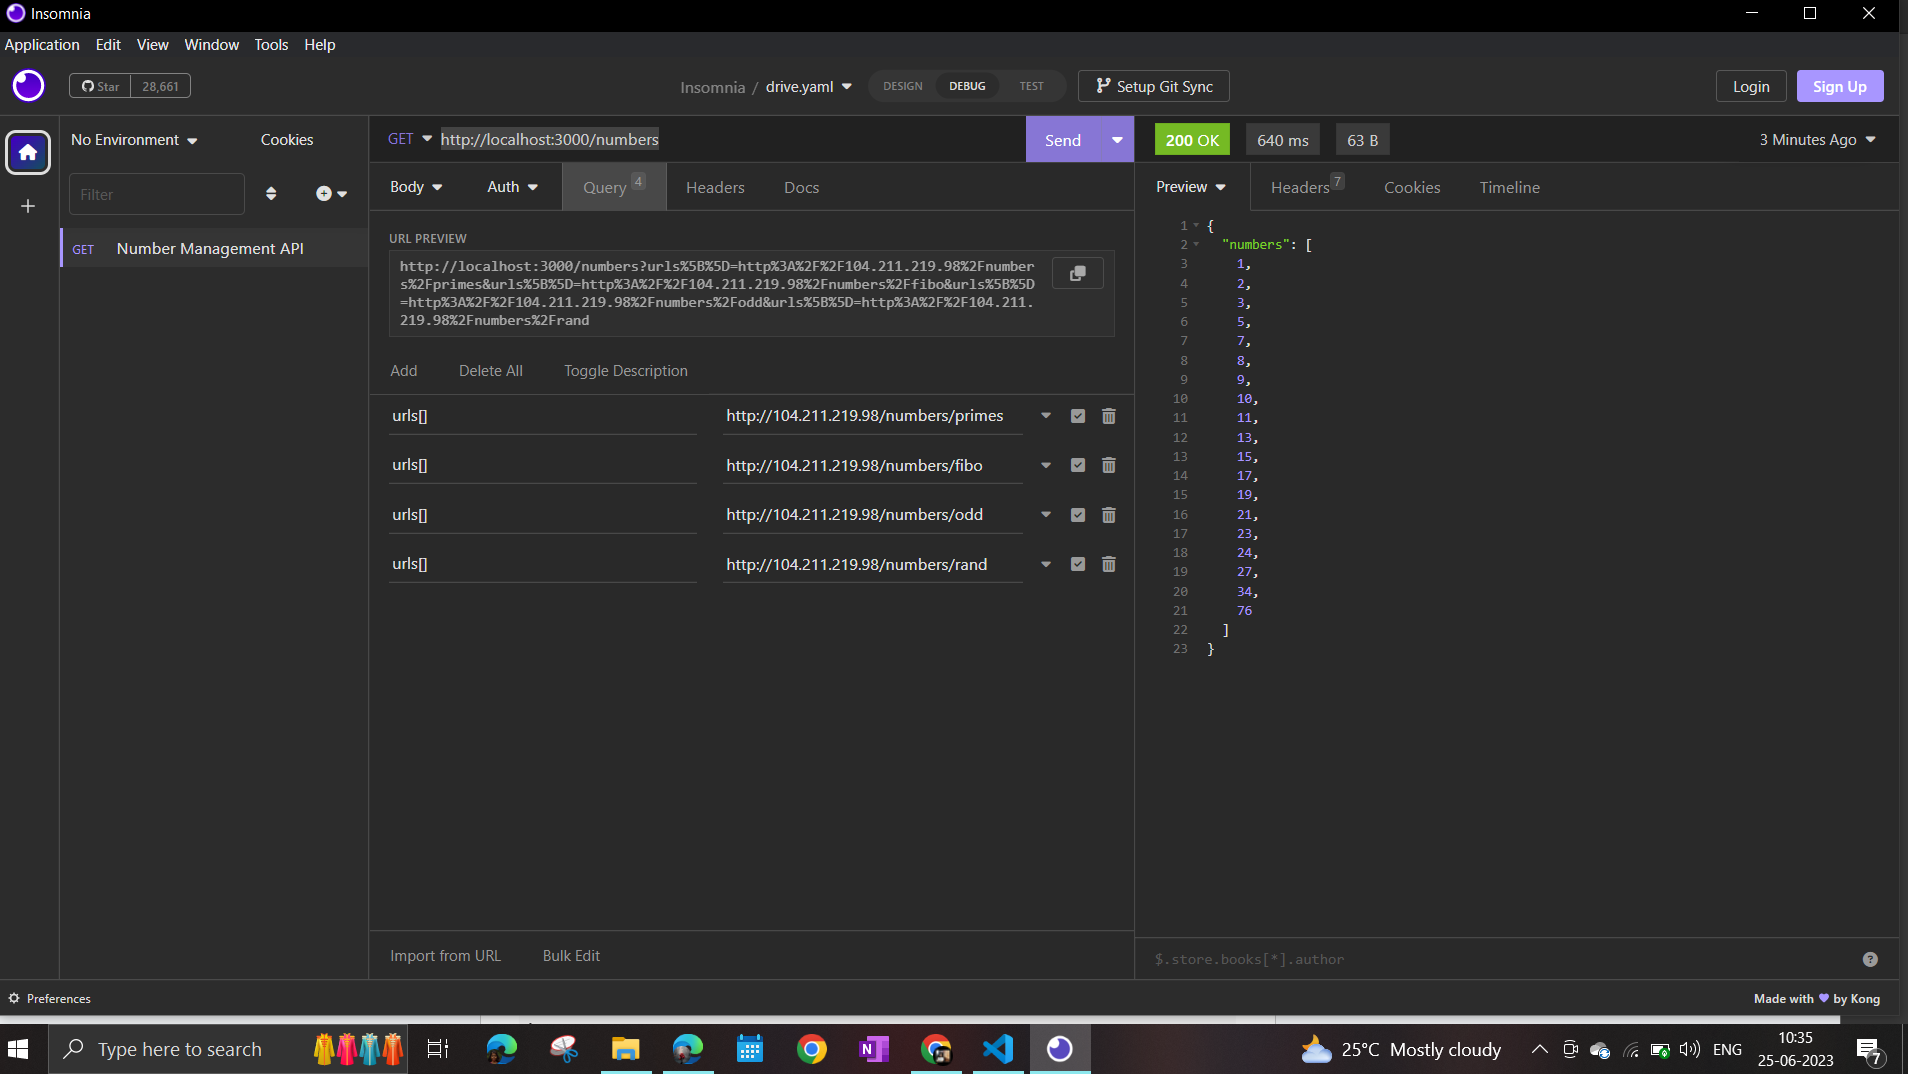 Insomnia
Application Edit View Window Tools Help
Star 28,661
Insomnia / drive.yaml
DESIGN DEBUG TEST
Setup Git Sync
Login
Sign Up
No Environment
Cookies
Filter
GET Number Management API
GET http://localhost:3000/numbers
Send
Body Auth Query 4 Headers Docs
URL PREVIEW
http://localhost:3000/numbers?urls%5B%5D=http%3A%2F%2F104.211.219.98%2Fnumber
s%2Fprimes&urls%5B%5D=http%3A%2F%2F104.211.219.98%2Fnumbers%2Ffibo&urls%5B%5D
=http%3A%2F%2F104.211.219.98%2Fnumbers%2Fodd&urls%5B%5D=http%3A%2F%2F104.211.
219.98%2Fnumbers%2Frand
Add Delete All Toggle Description
urls[] http://104.211.219.98/numbers/primes
urls[] http://104.211.219.98/numbers/fibo
urls[] http://104.211.219.98/numbers/odd
urls[] http://104.211.219.98/numbers/rand
Import from URL Bulk Edit
200 OK 640 ms 63 B 3 Minutes Ago
Preview Headers 7 Cookies Timeline
1 {
2 "numbers": [
3 1,
4 2,
5 3,
6 5,
7 7,
8 8,
9 9,
10 10,
11 11,
12 13,
13 15,
14 17,
15 19,
16 21,
17 23,
18 24,
19 27,
20 34,
21 76
22 ]
23 }
$.store.books[*].author
?
Preferences
Made with ♥ by Kong
Type here to search
N
25°C Mostly cloudy
ENG
10:35
25-06-2023
7